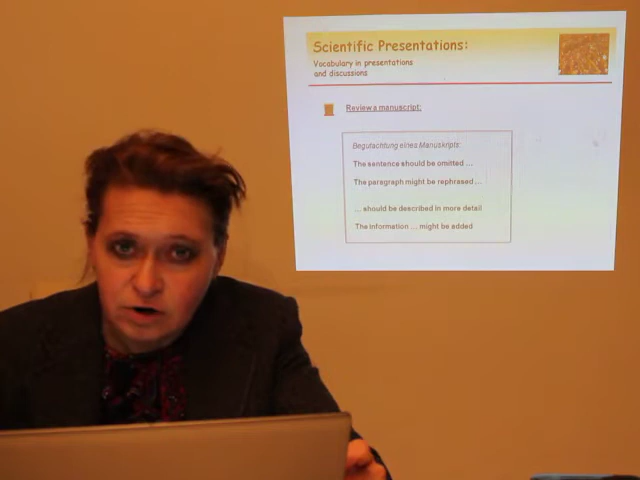 Scientific Presentations:
Vocabulary in presentations
and discussions
Review a manuscript:
Begutachtung eines Manuskripts:
The sentence should be omitted ...
The paragraph might be rephrased ...
... should be described in more detail
The information ... might be added